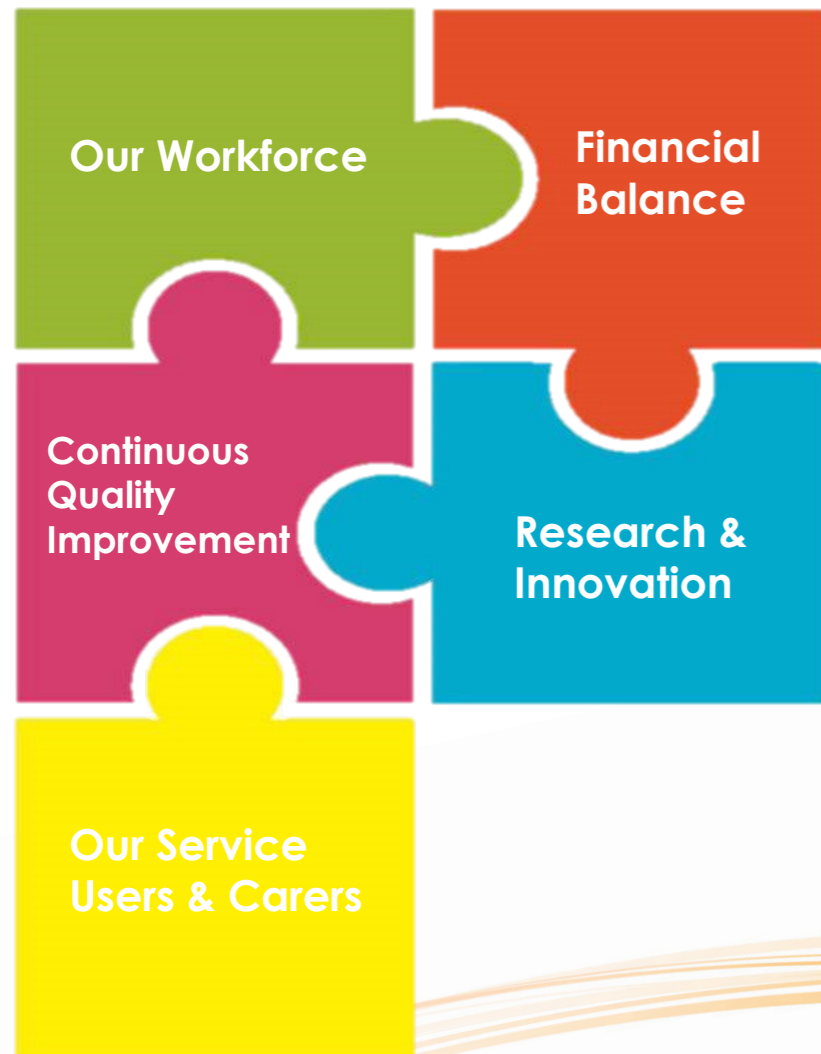 Our Workforce
Financial
Balance
Continuous
Quality
Improvement
Research &
Innovation
Our Service
Users & Carers